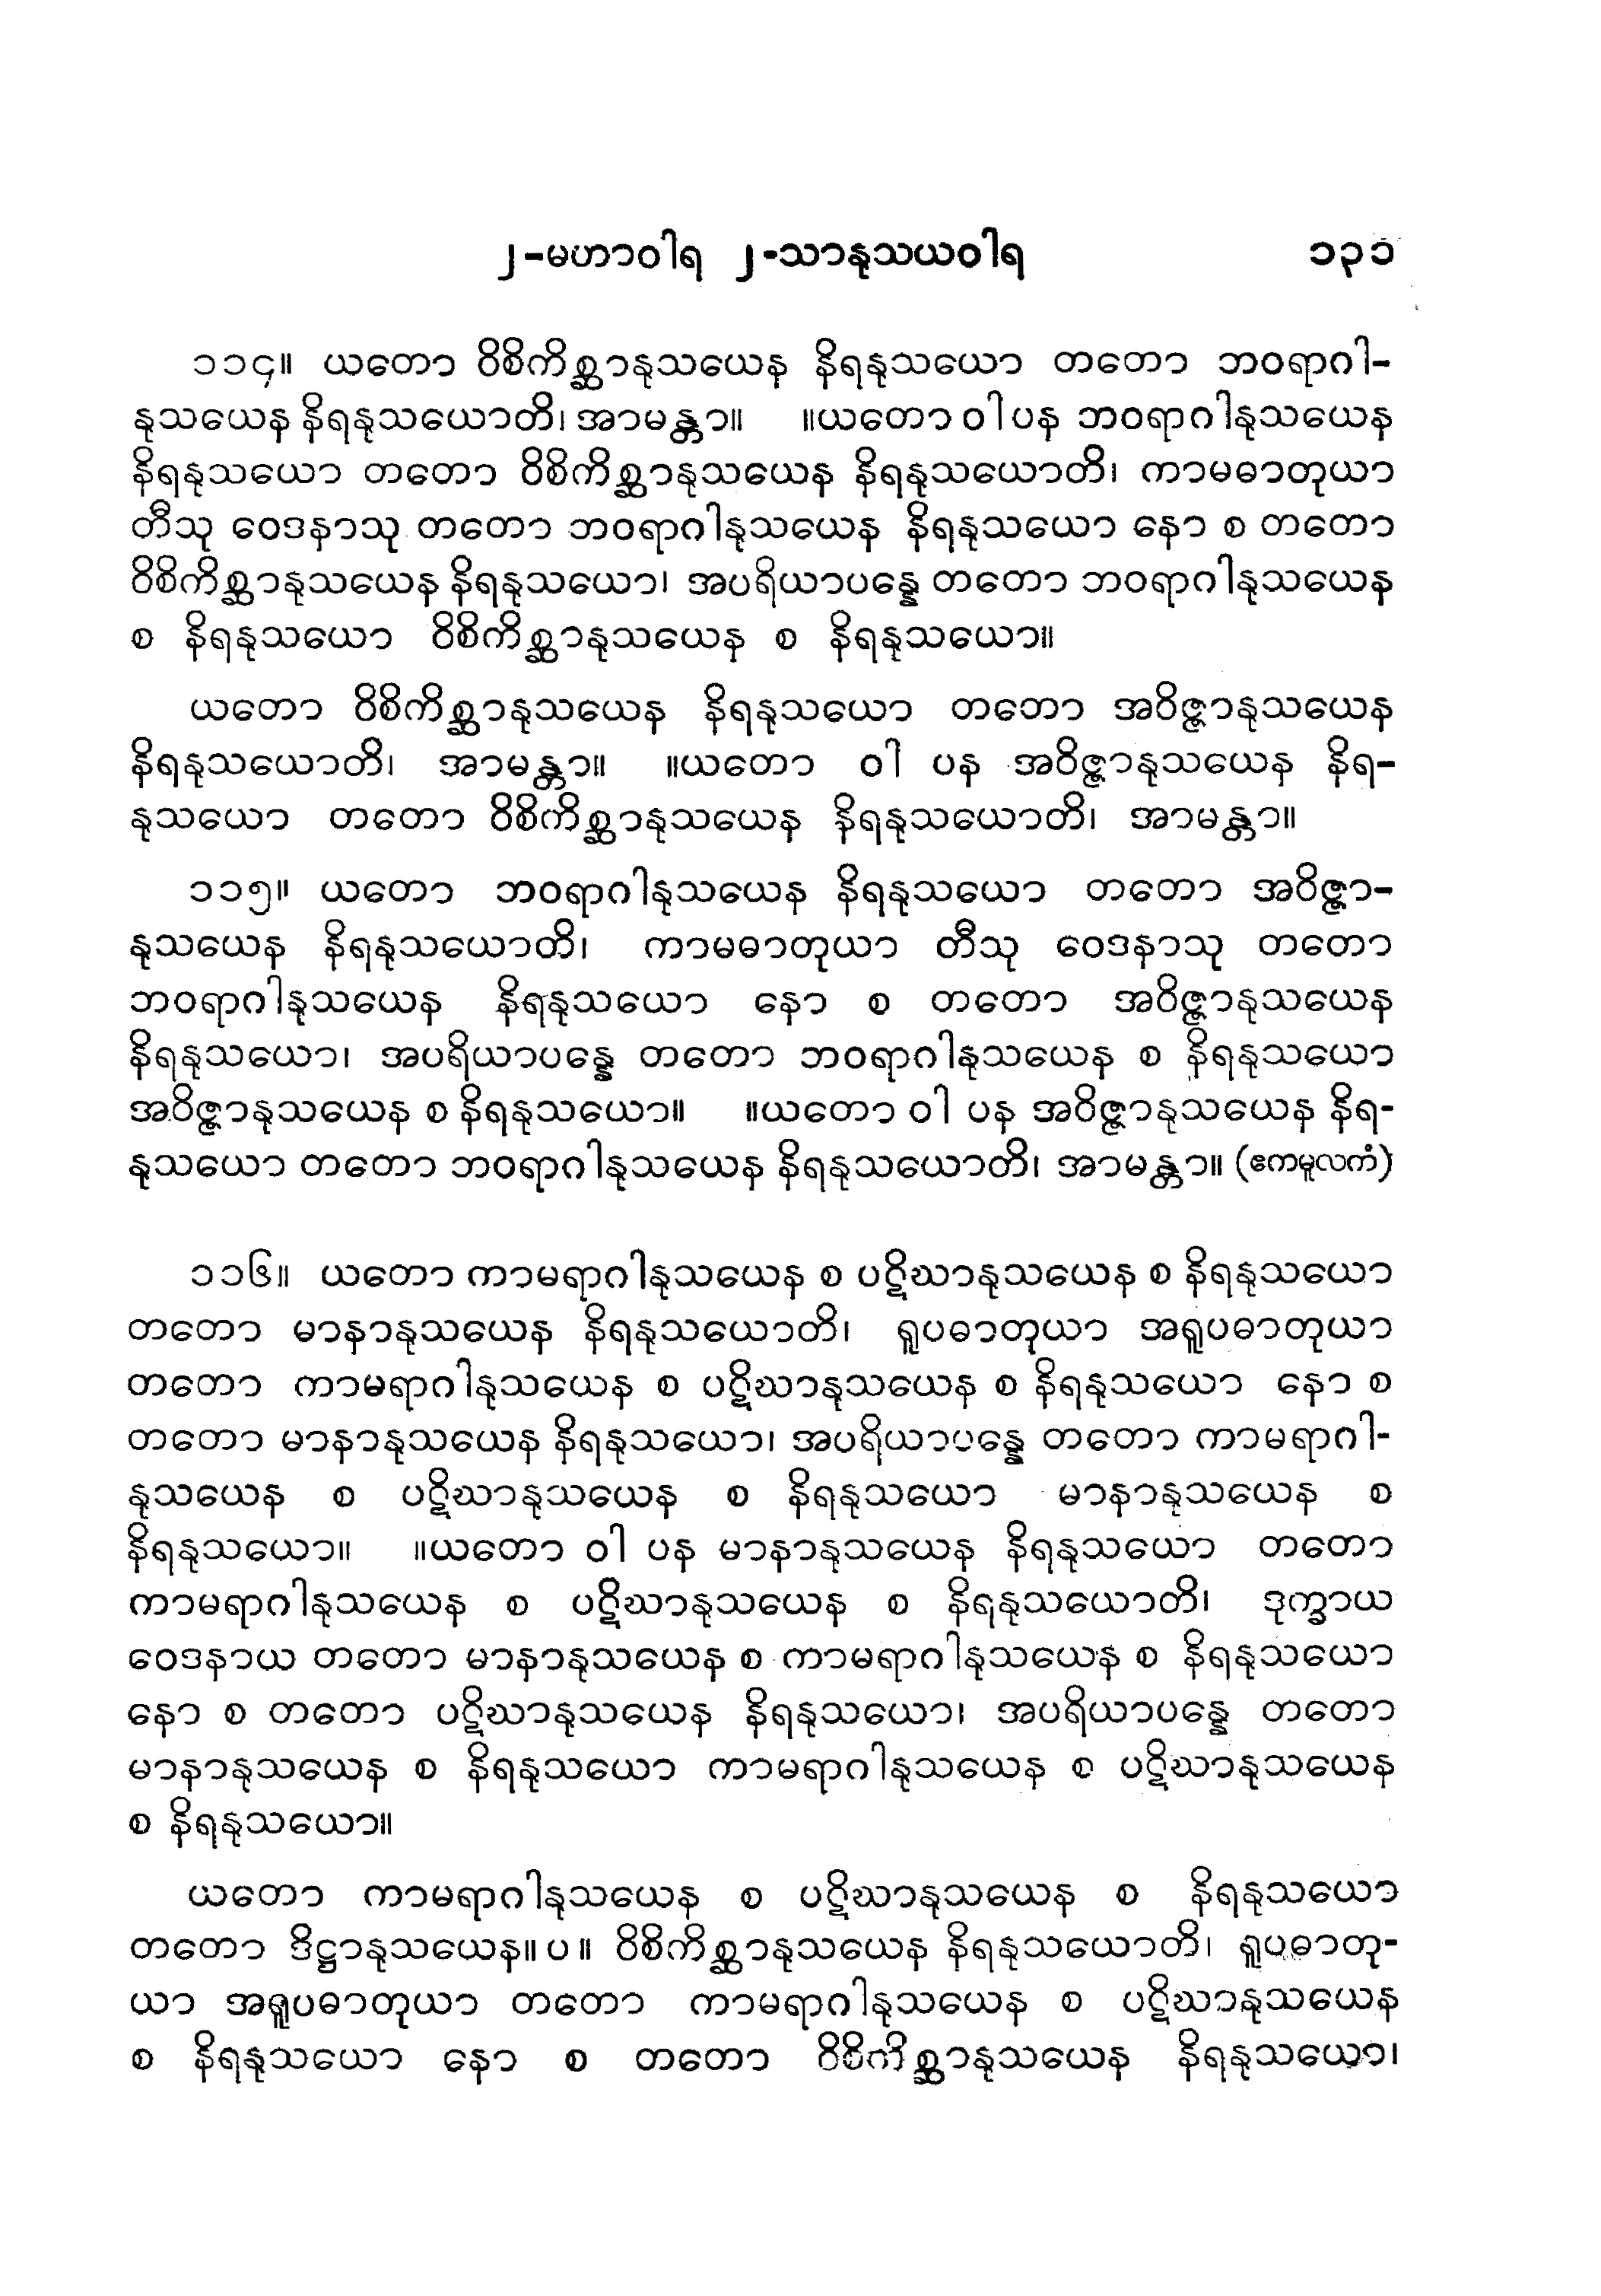 ၂-မဟာဝါရ ၂-သာနုသယဝါရ ၁၃၁
၁၁၄။ ယတော ဝိစိကိစ္ဆာနုသယေန နိရနုသယော တတော ဘဝရာဂါ-
နုသယေန နိရနုသယောတိ၊ အာမန္တာ။ ။ယတော ဝါ ပန ဘဝရာဂါနုသယေန
နိရနုသယော တတော ဝိစိကိစ္ဆာနုသယေန နိရနုသယောတိ၊ ကာမဓာတုယာ
တီသု ဝေဒနာသု တတော ဘဝရာဂါနုသယေန နိရနုသယော နော စ တတော
ဝိစိကိစ္ဆာနုသယေန နိရနုသယော၊ အပရိယာပန္နေ တတော ဘဝရာဂါနုသယေန
စ နိရနုသယော ဝိစိကိစ္ဆာနုသယေန စ နိရနုသယော။
ယတော ဝိစိကိစ္ဆာနုသယေန နိရနုသယော တတော အဝိဇ္ဇာနုသယေန
နိရနုသယောတိ၊ အာမန္တာ။ ။ယတော ဝါ ပန အဝိဇ္ဇာနုသယေန နိရ-
နုသယော တတော ဝိစိကိစ္ဆာနုသယေန နိရနုသယောတိ၊ အာမန္တာ။
၁၁၅။ ယတော ဘဝရာဂါနုသယေန နိရနုသယော တတော အဝိဇ္ဇာ-
နုသယေန နိရနုသယောတိ၊ ကာမဓာတုယာ တီသု ဝေဒနာသု တတော
ဘဝရာဂါနုသယေန နိရနုသယော နော စ တတော အဝိဇ္ဇာနုသယေန
နိရနုသယော၊ အပရိယာပန္နေ တတော ဘဝရာဂါနုသယေန စ နိရနုသယော
အဝိဇ္ဇာနုသယေန စ နိရနုသယော။ ။ယတော ဝါ ပန အဝိဇ္ဇာနုသယေန နိရ-
နုသယော တတော ဘဝရာဂါနုသယေန နိရနုသယောတိ၊ အာမန္တာ။ (ဧကမူလကံ)
၁၁၆။ ယတော ကာမရာဂါနုသယေန စ ပဋိဃာနုသယေန စ နိရနုသယော
တတော မာနာနုသယေန နိရနုသယောတိ၊ ရူပဓာတုယာ အရူပဓာတုယာ
တတော ကာမရာဂါနုသယေန စ ပဋိဃာနုသယေန စ နိရနုသယော နော စ
တတော မာနာနုသယေန နိရနုသယော၊ အပရိယာပန္နေ တတော ကာမရာဂါ-
နုသယေန စ ပဋိဃာနုသယေန စ နိရနုသယော မာနာနုသယေန စ
နိရနုသယော။ ။ယတော ဝါ ပန မာနာနုသယေန နိရနုသယော တတော
ကာမရာဂါနုသယေန စ ပဋိဃာနုသယေန စ နိရနုသယောတိ၊ ဒုက္ခာယ
ဝေဒနာယ တတော မာနာနုသယေန စ ကာမရာဂါနုသယေန စ နိရနုသယော
နော စ တတော ပဋိဃာနုသယေန နိရနုသယော၊ အပရိယာပန္နေ တတော
မာနာနုသယေန စ နိရနုသယော ကာမရာဂါနုသယေန စ ပဋိဃာနုသယေန
စ နိရနုသယော။
ယတော ကာမရာဂါနုသယေန စ ပဋိဃာနုသယေန စ နိရနုသယော
တတော ဒိဋ္ဌာနုသယေန။ ပ ။ ဝိစိကိစ္ဆာနုသယေန နိရနုသယောတိ၊ ရူပဓာတု-
ယာ အရူပဓာတုယာ တတော ကာမရာဂါနုသယေန စ ပဋိဃာနုသယေန
စ နိရနုသယော နော စ တတော ဝိစိကိစ္ဆာနုသယေန နိရနုသယော၊